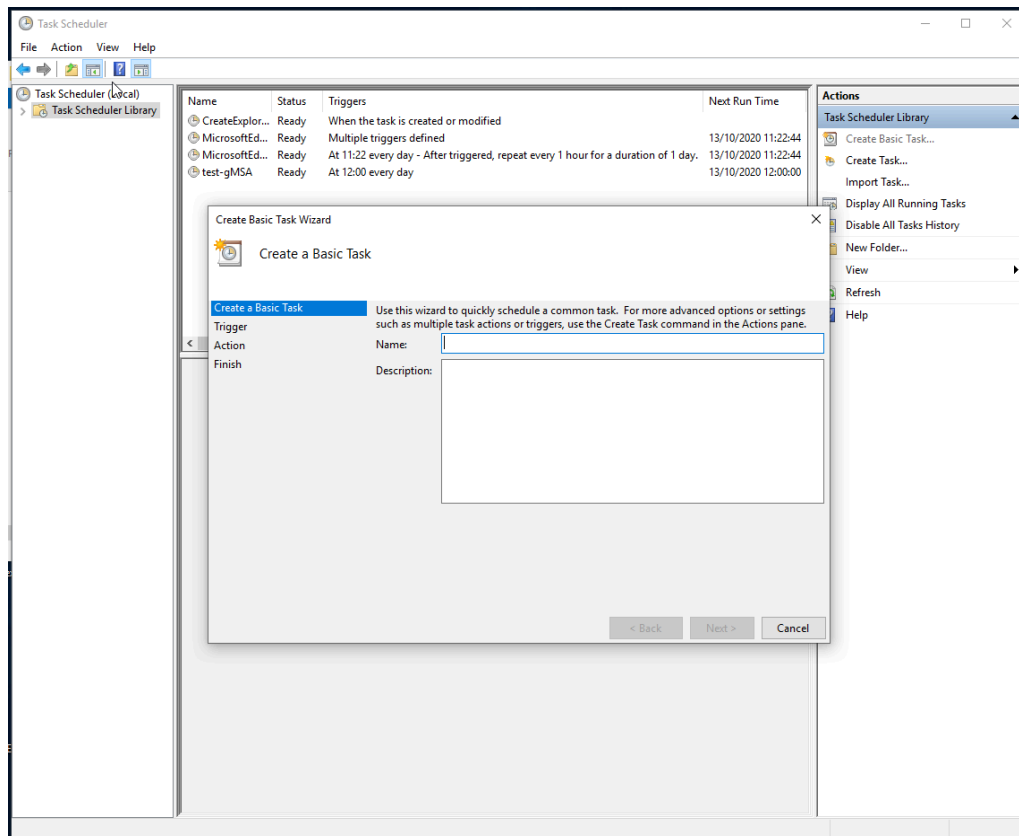 Task Scheduler
File Action View Help
Task Scheduler (Local)
Task Scheduler Library
Name Status Triggers Next Run Time
CreateExplor... Ready When the task is created or modified
MicrosoftEd... Ready Multiple triggers defined 13/10/2020 11:22:44
MicrosoftEd... Ready At 11:22 every day - After triggered, repeat every 1 hour for a duration of 1 day. 13/10/2020 11:22:44
test-gMSA Ready At 12:00 every day 13/10/2020 12:00:00
Create Basic Task Wizard
Create a Basic Task
Create a Basic Task
Trigger
Action
Finish
Use this wizard to quickly schedule a common task. For more advanced options or settings
such as multiple task actions or triggers, use the Create Task command in the Actions pane.
Name:
Description:
< Back Next > Cancel
Actions
Task Scheduler Library
Create Basic Task...
Create Task...
Import Task...
Display All Running Tasks
Disable All Tasks History
New Folder...
View
Refresh
Help